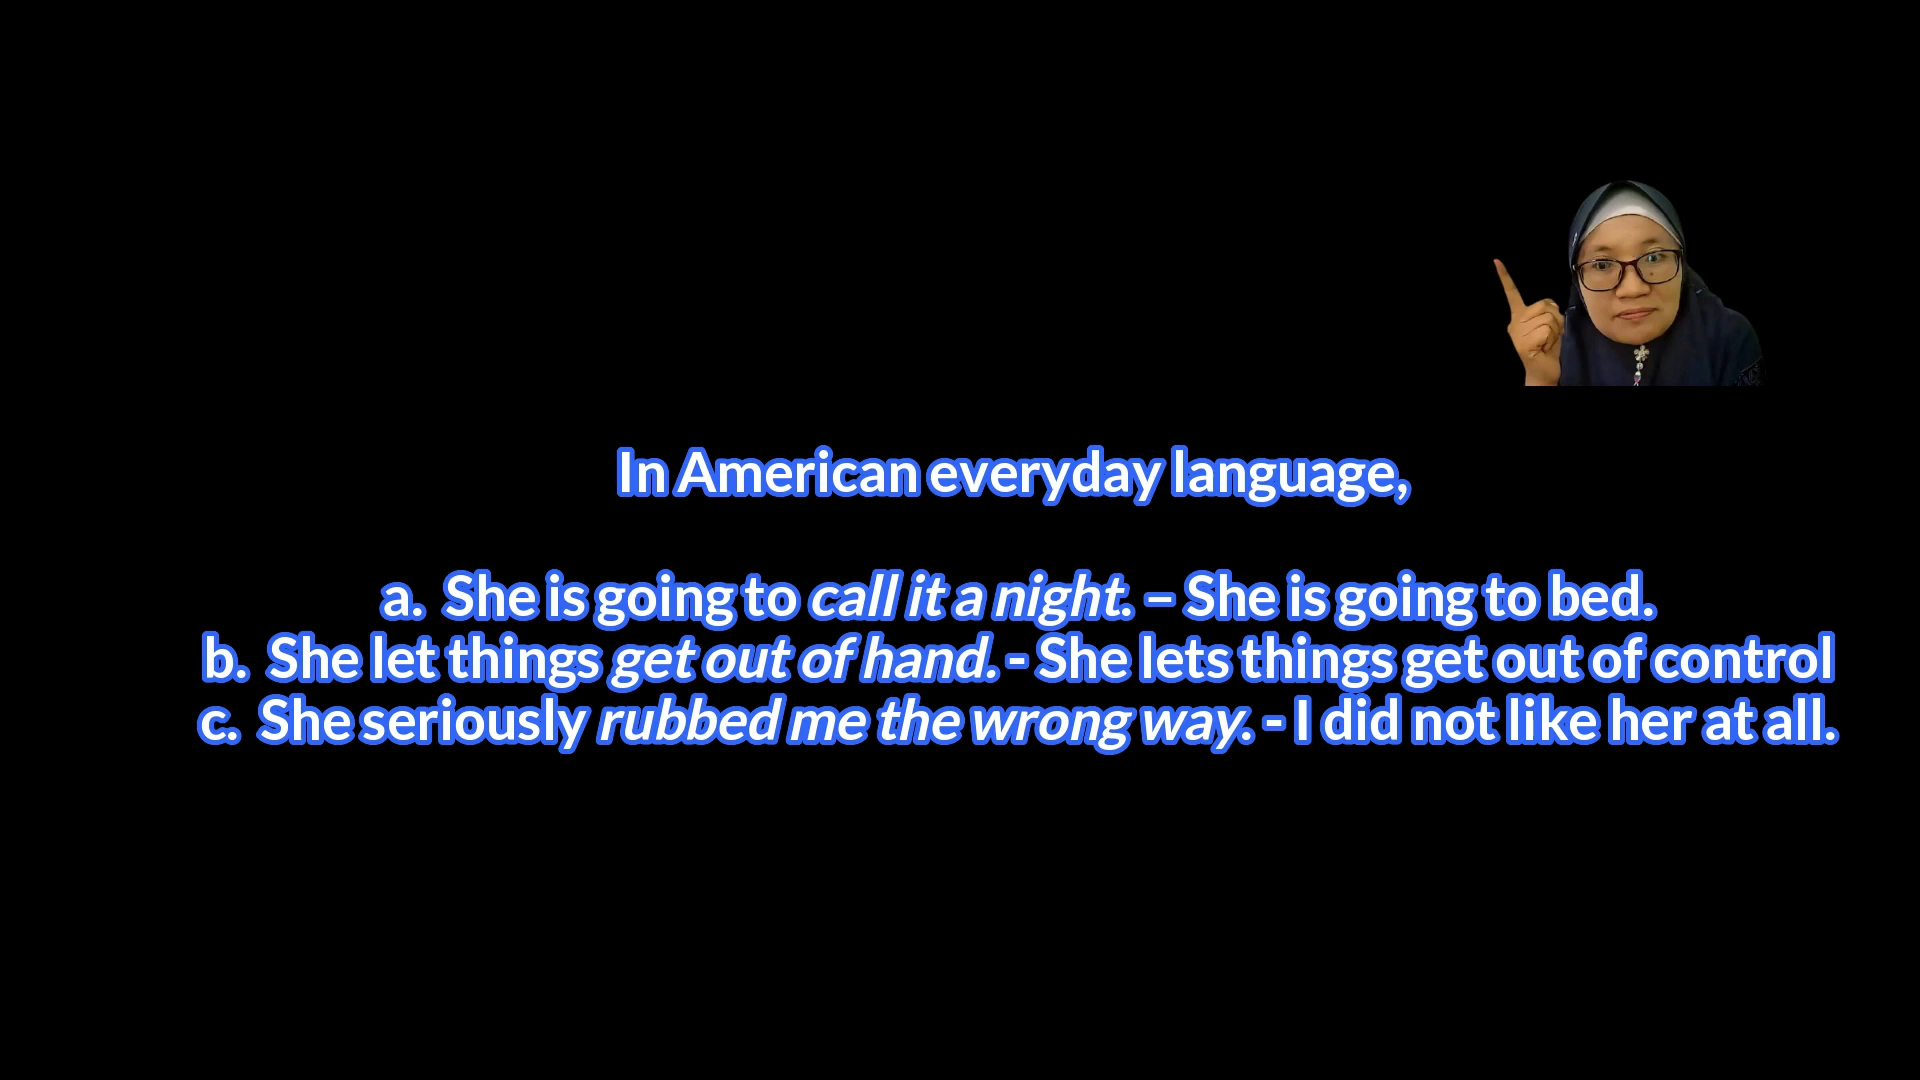 In American everyday language,
a. She is going to call it a night. – She is going to bed.
b. She let things get out of hand. - She lets things get out of control
c. She seriously rubbed me the wrong way. - I did not like her at all.